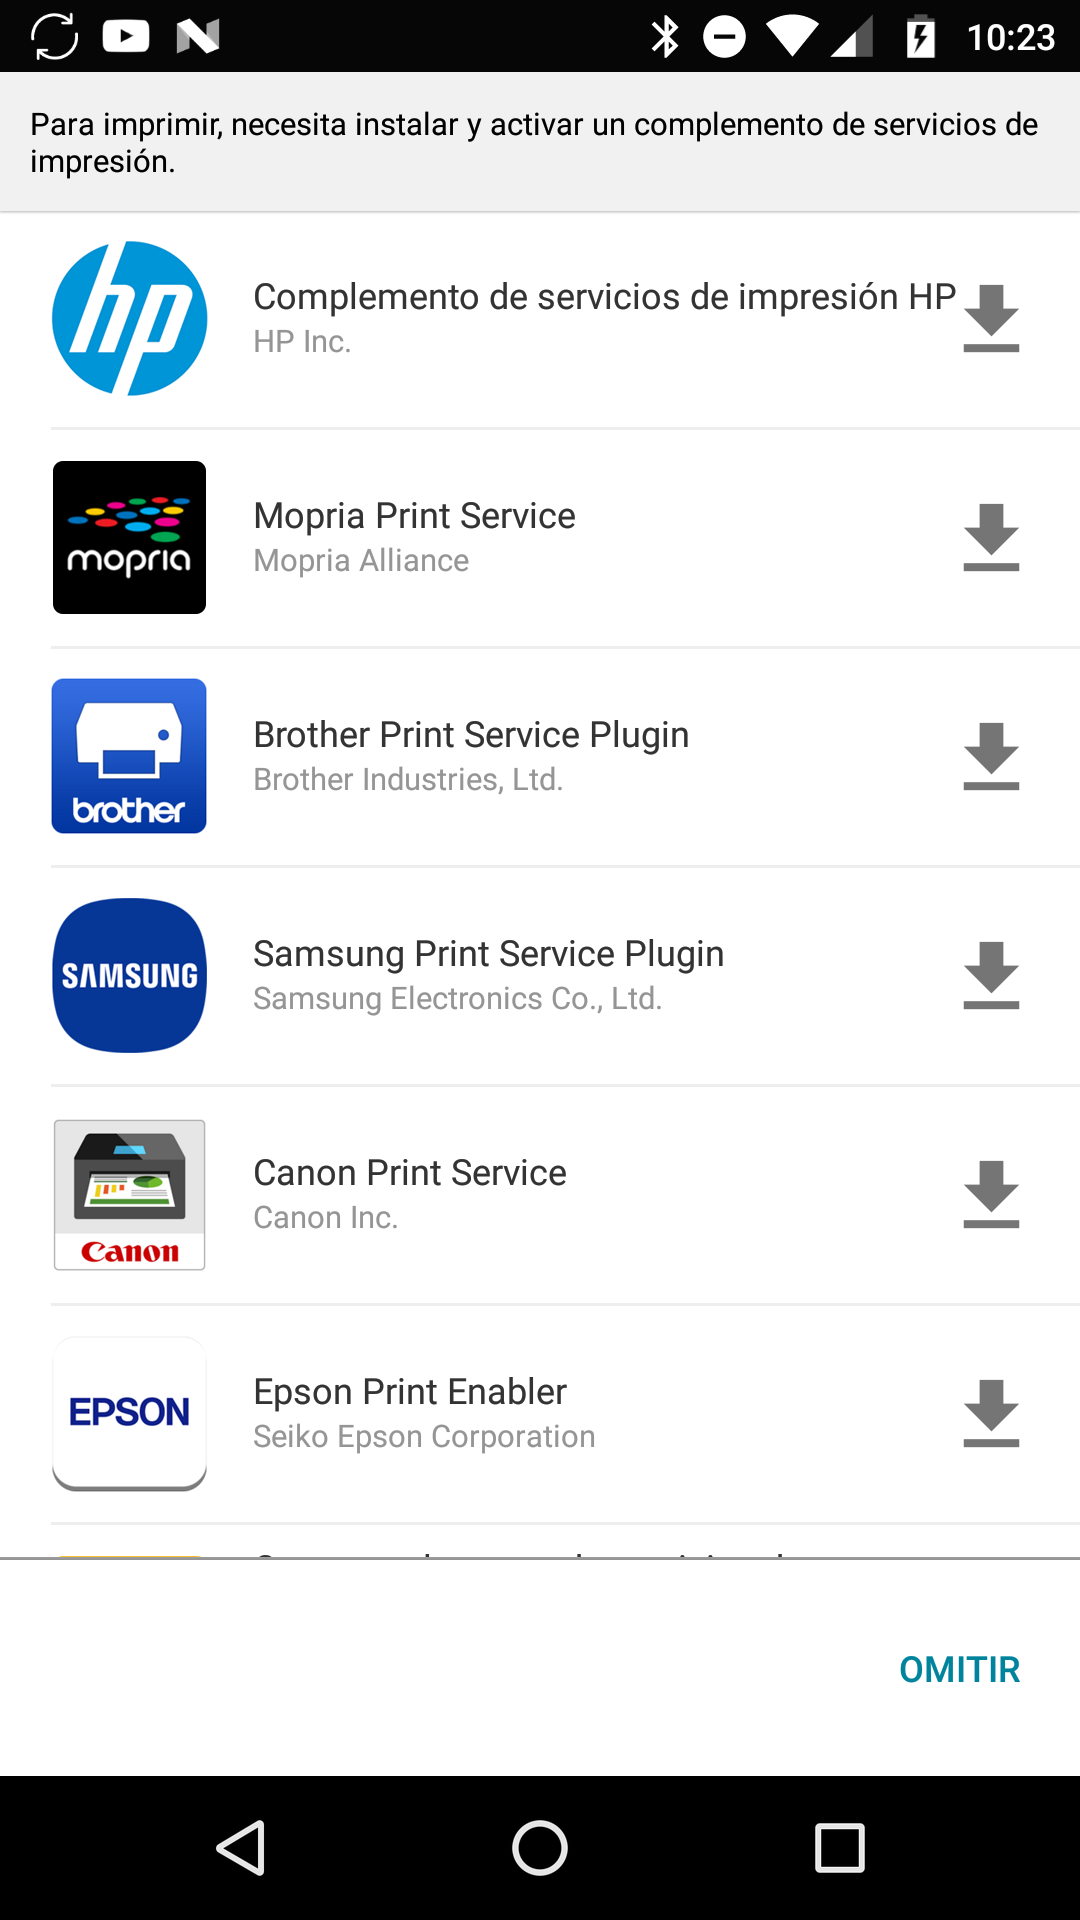 10:23
Para imprimir, necesita instalar y activar un complemento de servicios de
impresión.
hp
Complemento de servicios de impresión HP
HP Inc.
mopria
Mopria Print Service
Mopria Alliance
brother
Brother Print Service Plugin
Brother Industries, Ltd.
SAMSUNG
Samsung Print Service Plugin
Samsung Electronics Co., Ltd.
Canon
Canon Print Service
Canon Inc.
EPSON
Epson Print Enabler
Seiko Epson Corporation
OMITIR